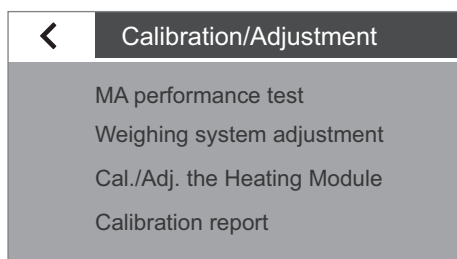 Calibration/Adjustment
MA performance test
Weighing system adjustment
Cal./Adj. the Heating Module
Calibration report